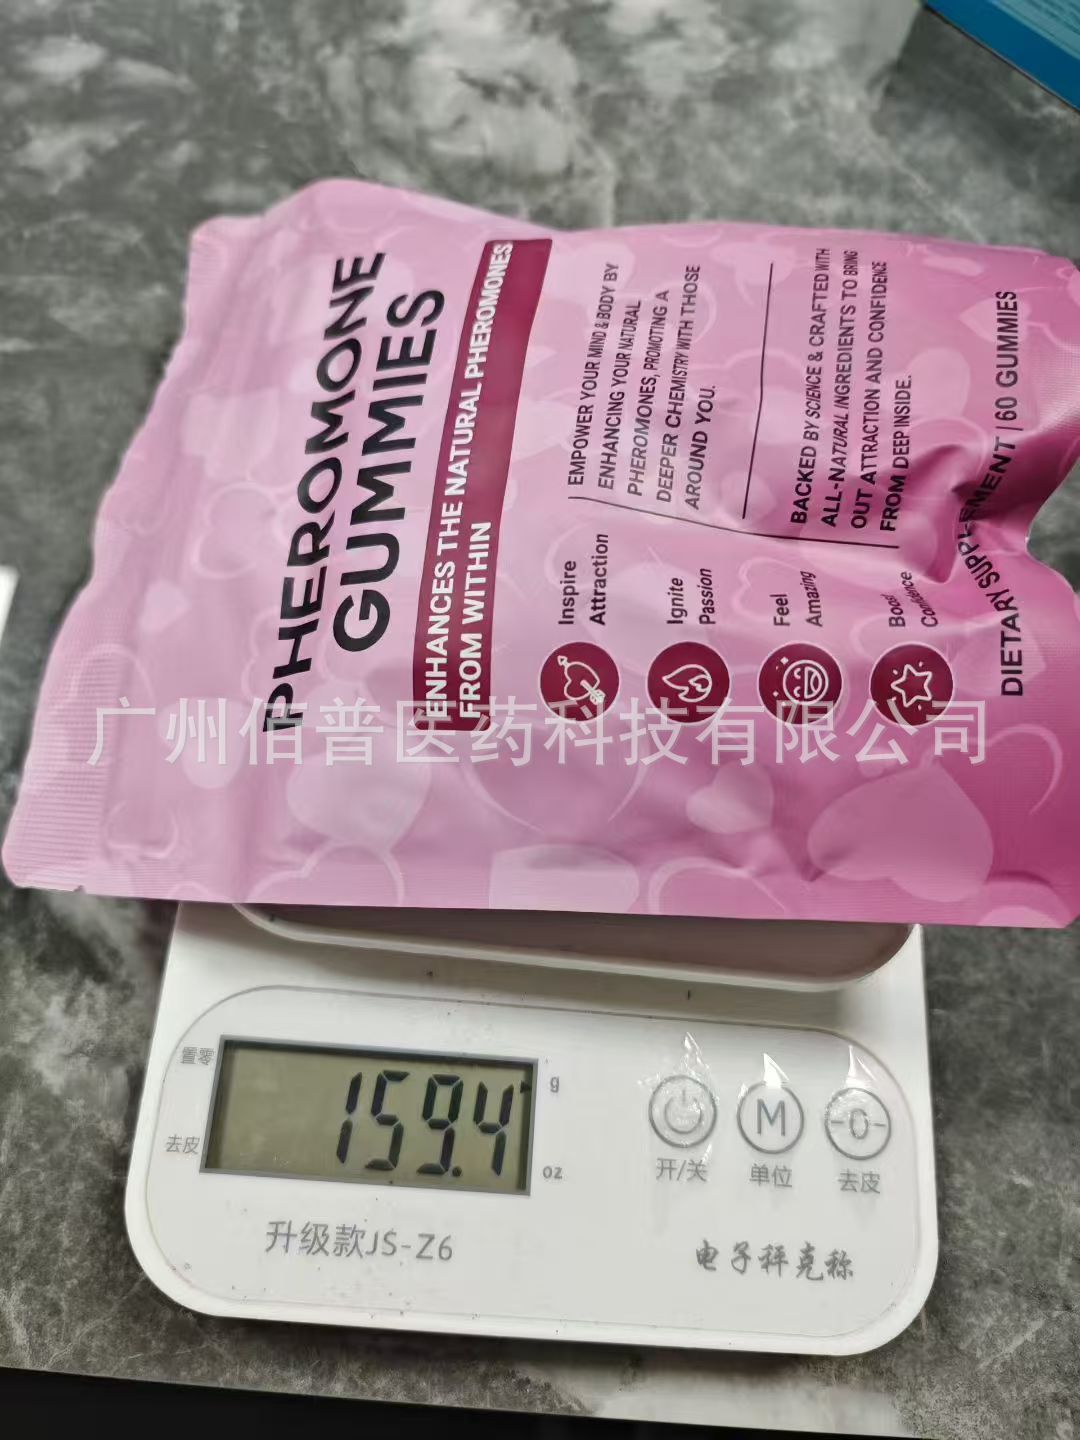 PHEROMONE
GUMMIES
ENHANCES THE NATURAL PHEROMONES
FROM WITHIN
EMPOWER YOUR MIND & BODY BY
ENHANCING YOUR NATURAL
PHEROMONES, PROMOTING A
DEEPER CHEMISTRY WITH THOSE
AROUND YOU.
BACKED BY SCIENCE & CRAFTED WITH
ALL-NATURAL INGREDIENTS TO BRING
OUT ATTRACTION AND CONFIDENCE
FROM DEEP INSIDE.
Inspire
Attraction
Ignite
Passion
Feel
Amazing
Boost
Confidence
DIETARY SUPPLEMENT | 60 GUMMIES
广州佰普医药科技有限公司
置零
去皮
159.4
g
oz
M
-0-
开/关
单位
去皮
升级款JS-Z6
电子秤克称